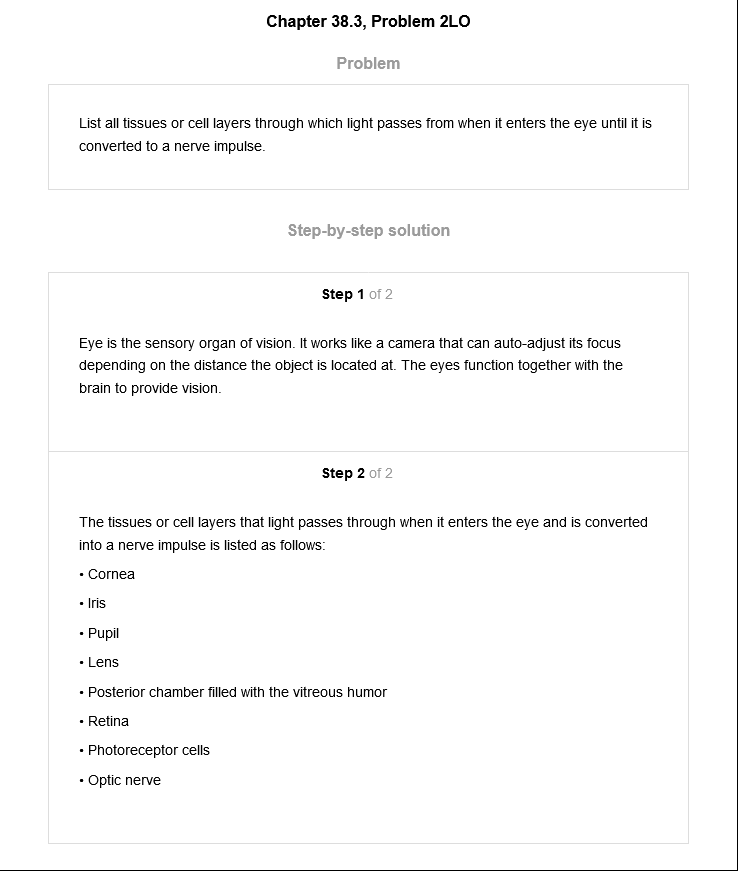 Chapter 38.3, Problem 2LO
Problem
List all tissues or cell layers through which light passes from when it enters the eye until it is
converted to a nerve impulse.
Step-by-step solution
Step 1 of 2
Eye is the sensory organ of vision. It works like a camera that can auto-adjust its focus
depending on the distance the object is located at. The eyes function together with the
brain to provide vision.
Step 2 of 2
The tissues or cell layers that light passes through when it enters the eye and is converted
into a nerve impulse is listed as follows:
• Cornea
• Iris
• Pupil
• Lens
• Posterior chamber filled with the vitreous humor
• Retina
• Photoreceptor cells
• Optic nerve